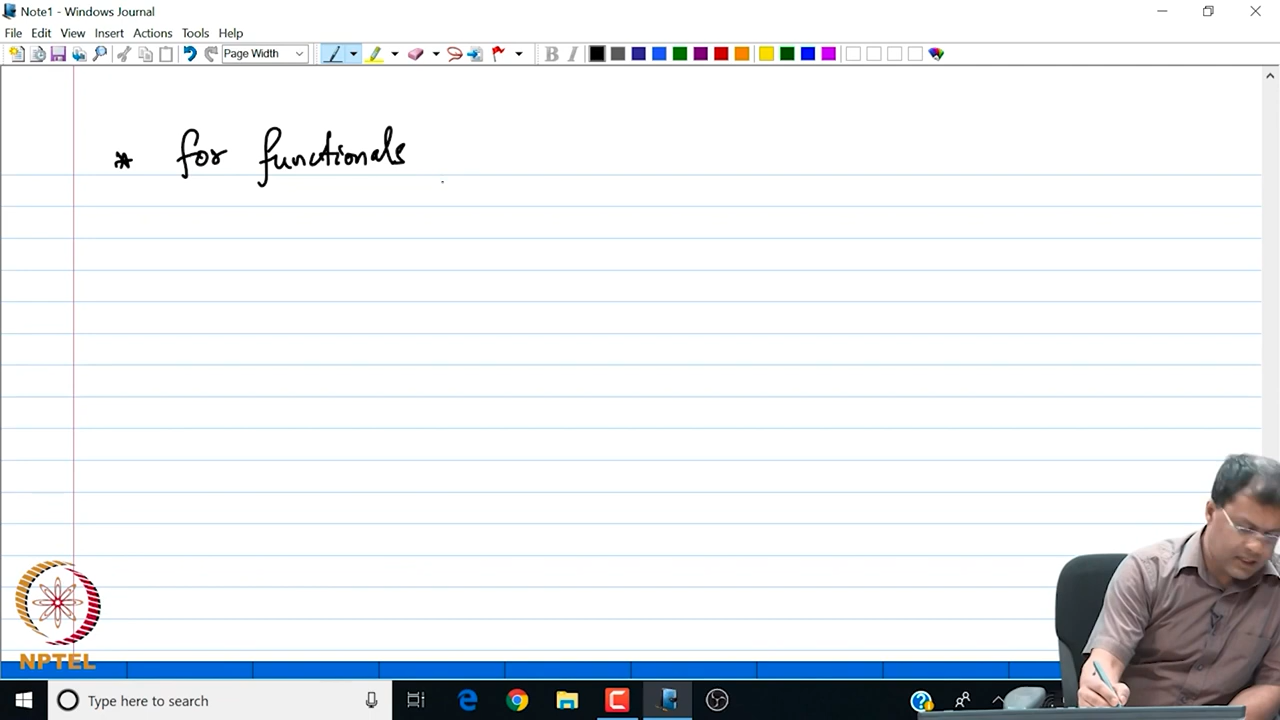 Note1 - Windows Journal
File Edit View Insert Actions Tools Help
Page Width
B I
* for functionals
NPTEL
Type here to search